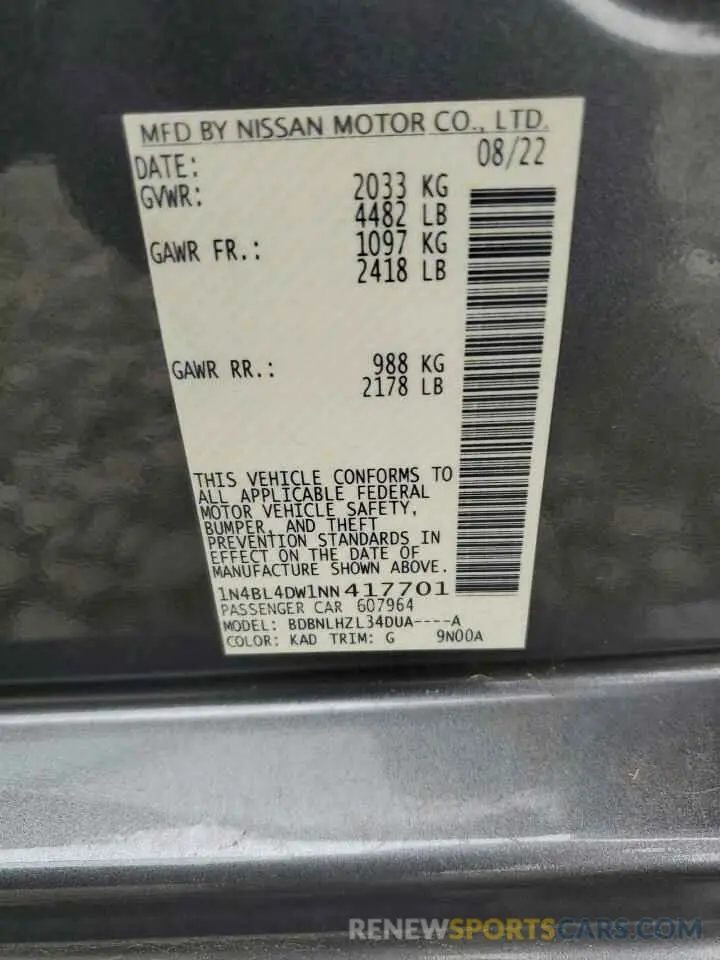 MFD BY NISSAN MOTOR CO., LTD.
DATE: 08/22
GVWR: 2033 KG
4482 LB
GAWR FR.: 1097 KG
2418 LB
GAWR RR.: 988 KG
2178 LB
THIS VEHICLE CONFORMS TO
ALL APPLICABLE FEDERAL
MOTOR VEHICLE SAFETY,
BUMPER, AND THEFT
PREVENTION STANDARDS IN
EFFECT ON THE DATE OF
MANUFACTURE SHOWN ABOVE.
1N4BL4DW1NN417701
PASSENGER CAR 607964
MODEL: BDBNLHZL34DUA----A
COLOR: KAD TRIM: G 9N00A
RENEWSPORTSCARS.COM